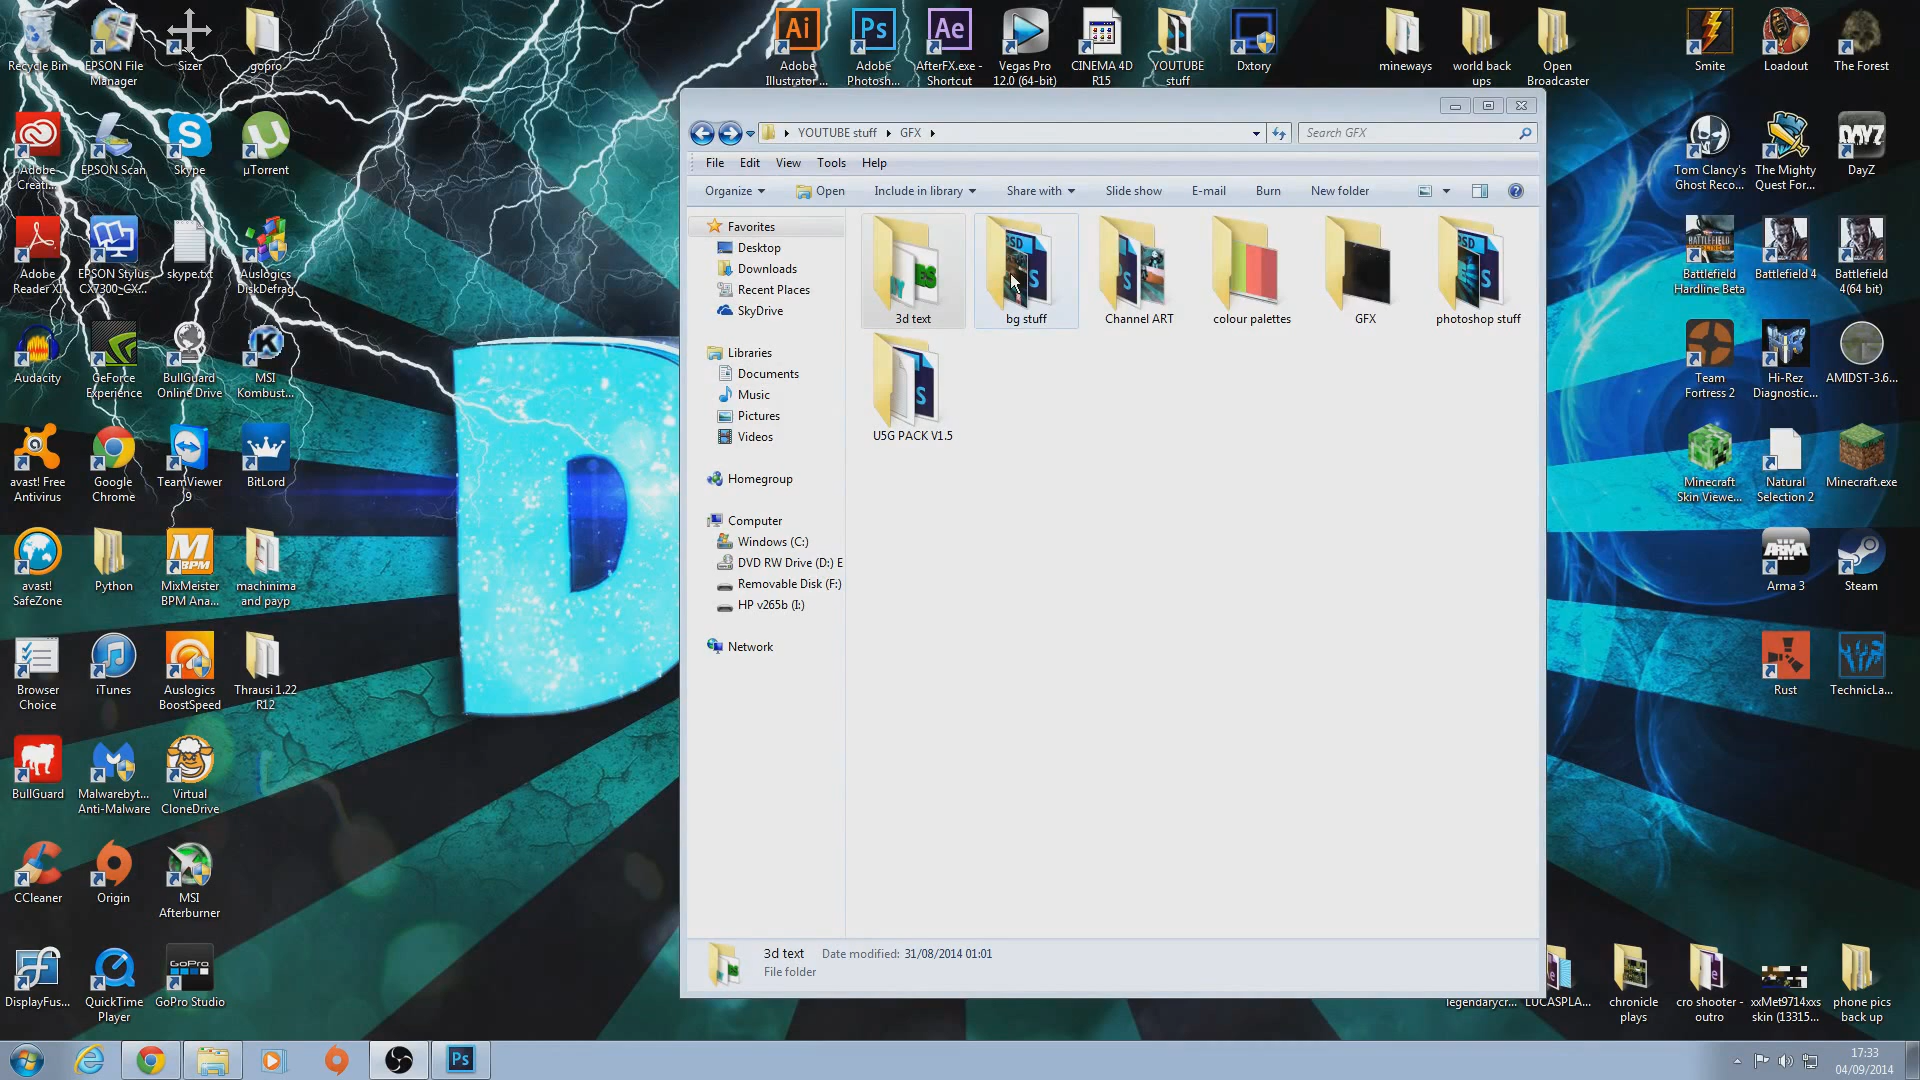 Recycle Bin
EPSON File
Manager
Sizer
gopro
Ai
Adobe
Illustrator ...
Ps
Adobe
Photosh...
Ae
AfterFX.exe -
Shortcut
Vegas Pro
12.0 (64-bit)
CINEMA 4D
R15
YOUTUBE
stuff
Dxtory
mineways
world back
ups
Open
Broadcaster
Smite
Loadout
The Forest
Adobe
Creati...
EPSON Scan
Skype
µTorrent
Tom Clancy's
Ghost Reco...
The Mighty
Quest For...
DAYZ
DayZ
Adobe
Reader XI
EPSON Stylus
CX7300_CX...
skype.txt
Auslogics
DiskDefrag
Battlefield
Hardline Beta
Battlefield 4
Battlefield
4(64 bit)
Audacity
GeForce
Experience
BullGuard
Online Drive
K
MSI
Kombust...
Team
Fortress 2
Hi-Rez
Diagnostic...
AMIDST-3.6...
avast! Free
Antivirus
Google
Chrome
TeamViewer
9
BitLord
Minecraft
Skin Viewe...
Natural
Selection 2
Minecraft.exe
avast!
SafeZone
Python
BPM
MixMeister
BPM Ana...
machinima
and payp
ARMA
Arma 3
Steam
Browser
Choice
iTunes
Auslogics
BoostSpeed
Thrausi 1.22
R12
Rust
TechnicLa...
BullGuard
Malwarebyt...
Anti-Malware
Virtual
CloneDrive
CCleaner
Origin
MSI
Afterburner
DisplayFus...
QuickTime
Player
GoPro
GoPro Studio
legendarycr...
LUCASPLA...
chronicle
plays
cro shooter -
outro
xxMet9714xxs
skin (13315...
phone pics
back up
YOUTUBE stuff
GFX
Search GFX
File
Edit
View
Tools
Help
Organize
Open
Include in library
Share with
Slide show
E-mail
Burn
New folder
Favorites
Desktop
Downloads
Recent Places
SkyDrive
Libraries
Documents
Music
Pictures
Videos
Homegroup
Computer
Windows (C:)
DVD RW Drive (D:) E
Removable Disk (F:)
HP v265b (I:)
Network
3d text
bg stuff
Channel ART
colour palettes
GFX
photoshop stuff
U5G PACK V1.5
3d text
Date modified: 31/08/2014 01:01
File folder
Ps
17:33
04/09/2014